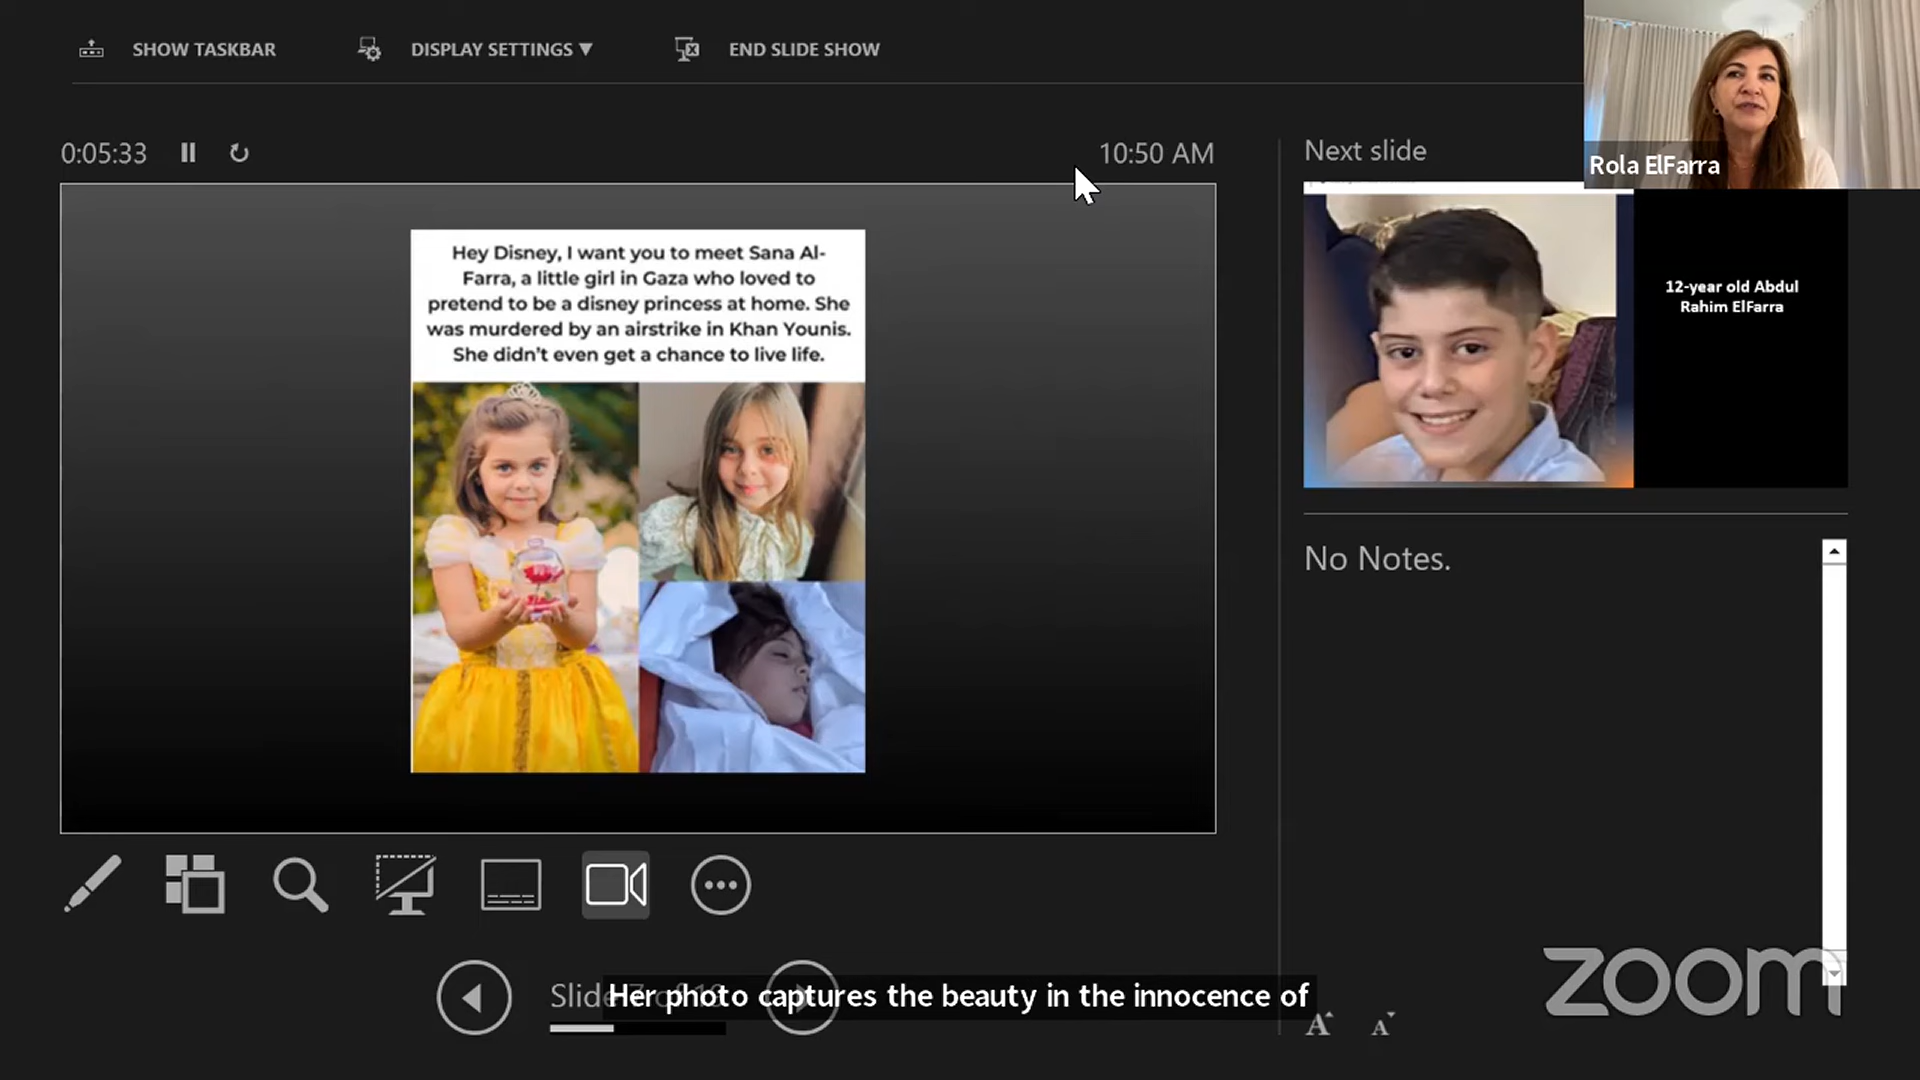 SHOW TASKBAR
DISPLAY SETTINGS ▼
END SLIDE SHOW
0:05:33
10:50 AM
Next slide
Rola ElFarra
Hey Disney, I want you to meet Sana Al-
Farra, a little girl in Gaza who loved to
pretend to be a disney princess at home. She
was murdered by an airstrike in Khan Younis.
She didn't even get a chance to live life.
12-year old Abdul
Rahim ElFarra
No Notes.
Slide
Her photo captures the beauty in the innocence of
A A
zoom